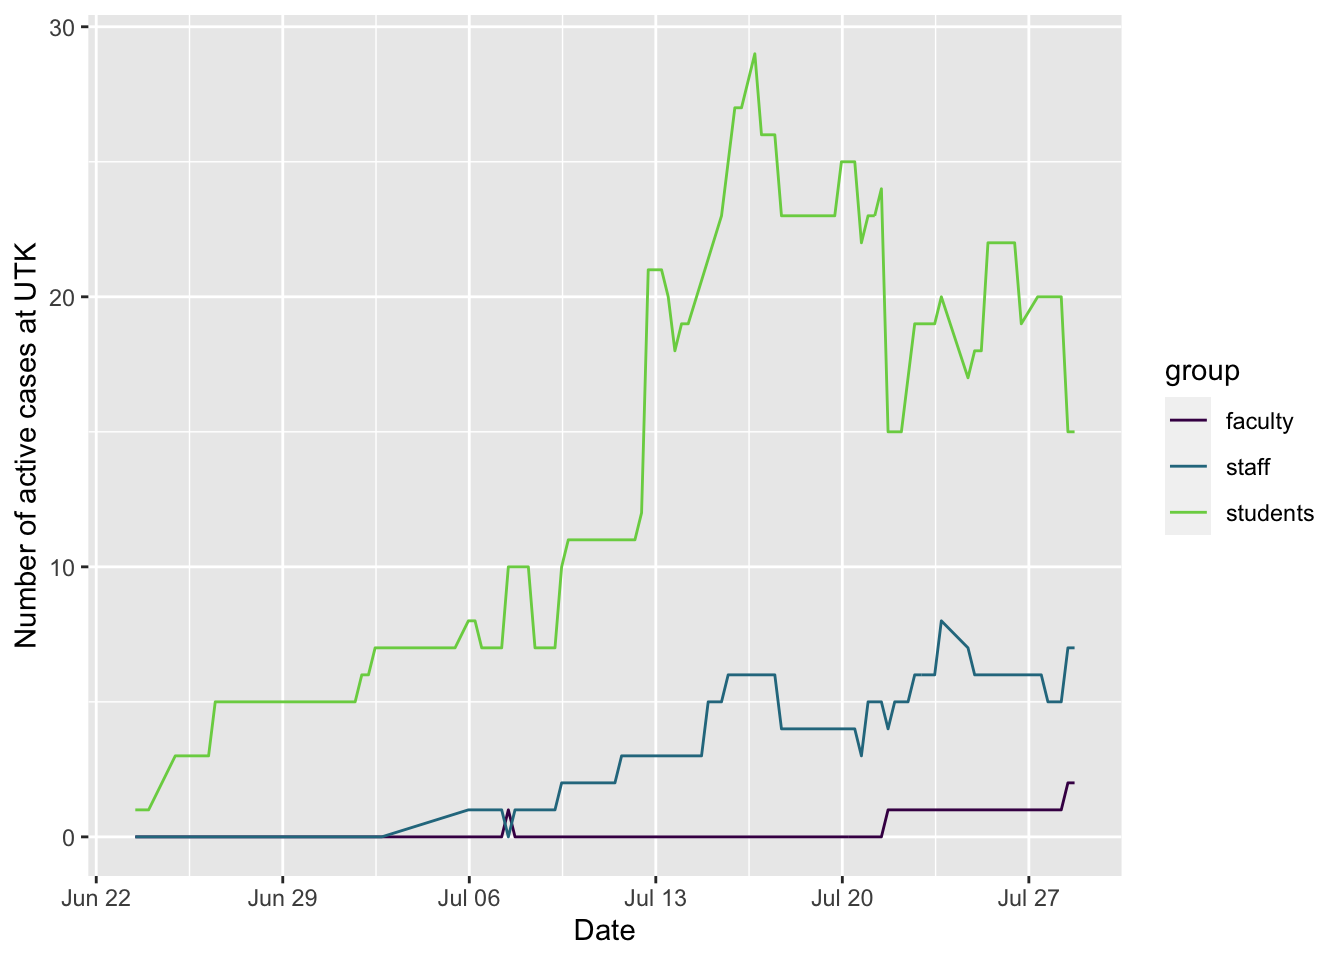 Number of active cases at UTK
30
20
10
0
Jun 22 Jun 29 Jul 06 Jul 13 Jul 20 Jul 27
Date
group
faculty
staff
students